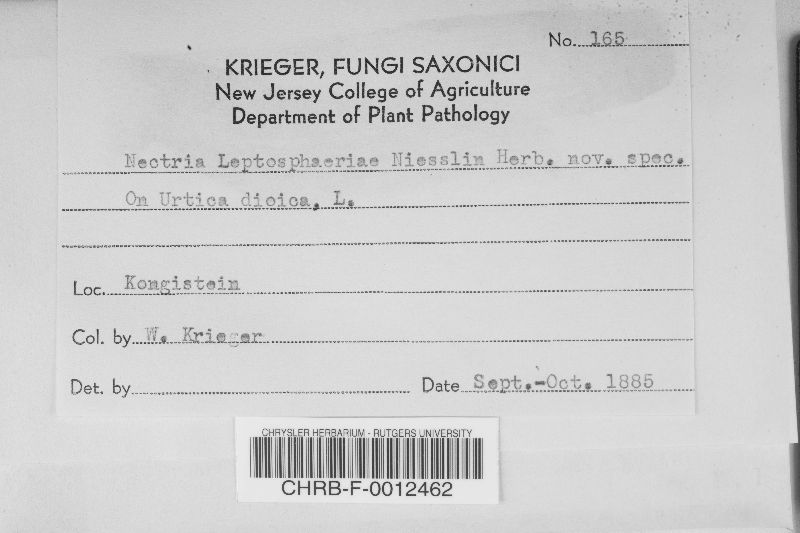 No. 165
KRIEGER, FUNGI SAXONICI
New Jersey College of Agriculture
Department of Plant Pathology
Nectria Leptosphaeriae Niesslin Herb. nov. spec.
On Urtica dioica, L.
Loc. Kongistein
Col. by W. Krieger
Det. by
Date Sept.-Oct. 1885
CHRYSLER HERBARIUM - RUTGERS UNIVERSITY
CHRB-F-0012462